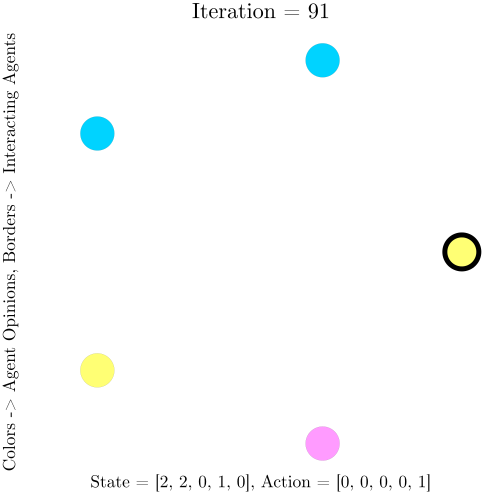 Iteration = 91
Colors -> Agent Opinions, Borders -> Interacting Agents
State = [2, 2, 0, 1, 0], Action = [0, 0, 0, 0, 1]